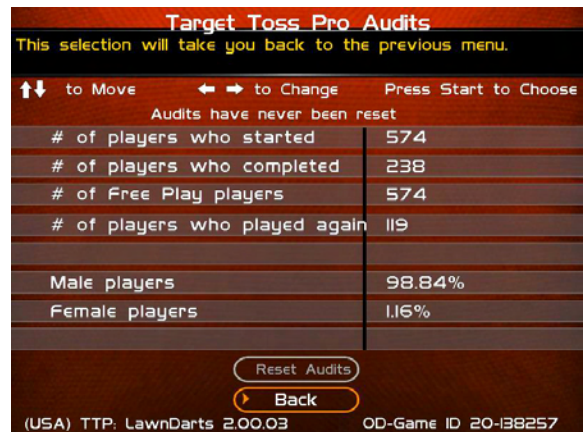 Target Toss Pro Audits
This selection will take you back to the previous menu.
to Move to Change Press Start to Choose
Audits have never been reset
# of players who started 574
# of players who completed 238
# of Free Play players 574
# of players who played again 119
Male players 98.84%
Female players 1.16%
Reset Audits
Back
(USA) TTP: LawnDarts 2.00.03 OD-Game ID 20-138257